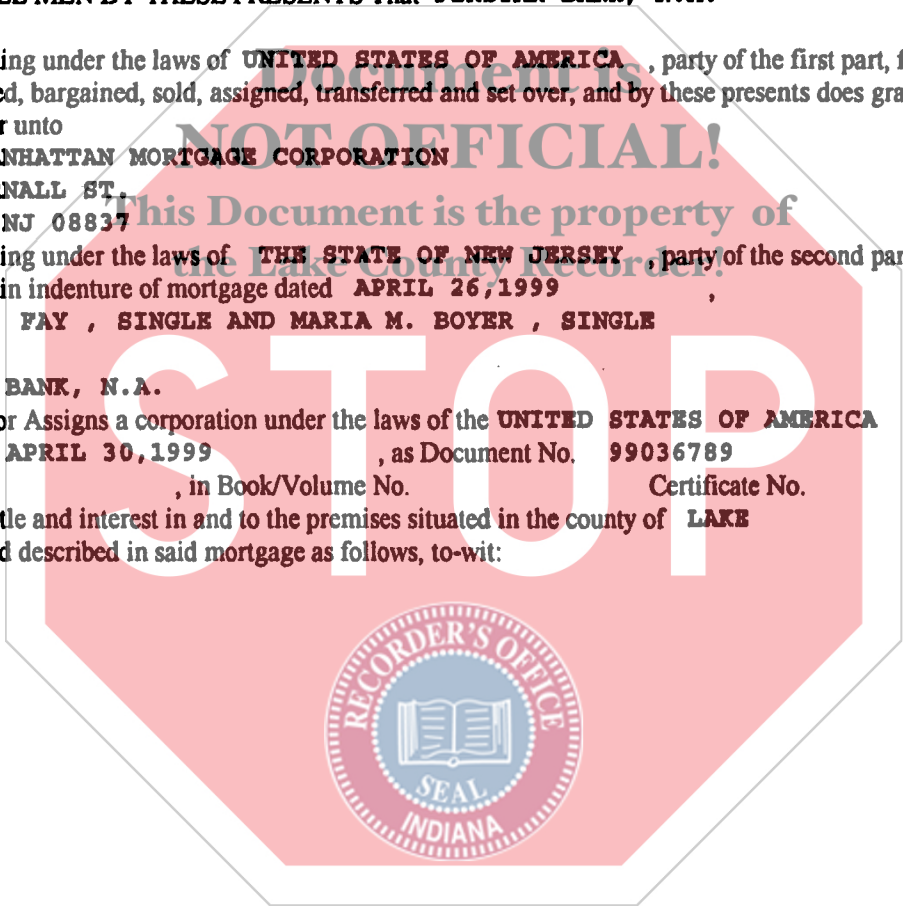 MEN BY THESE PRESENTS That BANK, N.A.
ing under the laws of UNITED STATES OF AMERICA , party of the first part, f
ed, bargained, sold, assigned, transferred and set over, and by these presents does gra
r unto
NHATTAN MORTGAGE CORPORATION
NALL ST.
NJ 08837
ing under the laws of THE STATE OF NEW JERSEY , party of the second par
in indenture of mortgage dated APRIL 26,1999 ,
FAY , SINGLE AND MARIA M. BOYER , SINGLE
BANK, N.A.
or Assigns a corporation under the laws of the UNITED STATES OF AMERICA
APRIL 30,1999 , as Document No. 99036789
, in Book/Volume No. Certificate No.
tle and interest in and to the premises situated in the county of LAKE
d described in said mortgage as follows, to-wit:
Document is
NOT OFFICIAL!
This Document is the property of
the Lake County Recorder!
STOP
RECORDER'S OFFICE
SEAL
INDIANA